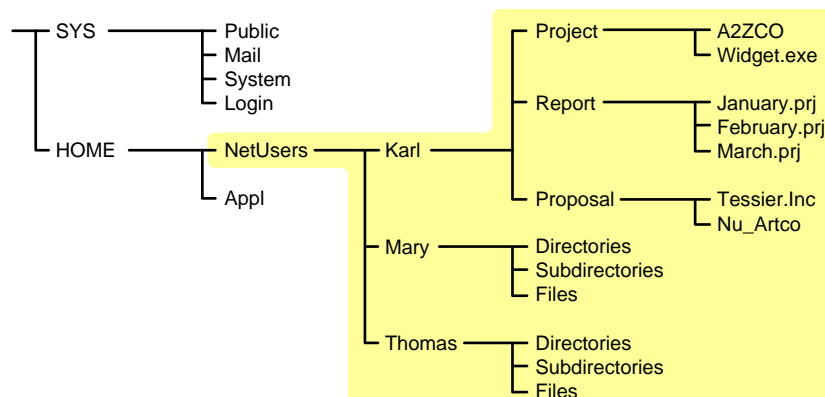 SYS Public Project A2ZCO
Mail Widget.exe
System
Login Report January.prj
February.prj
HOME NetUsers Karl March.prj
Appl Proposal Tessier.Inc
Nu_Artco
Mary Directories
Subdirectories
Files
Thomas Directories
Subdirectories
Files